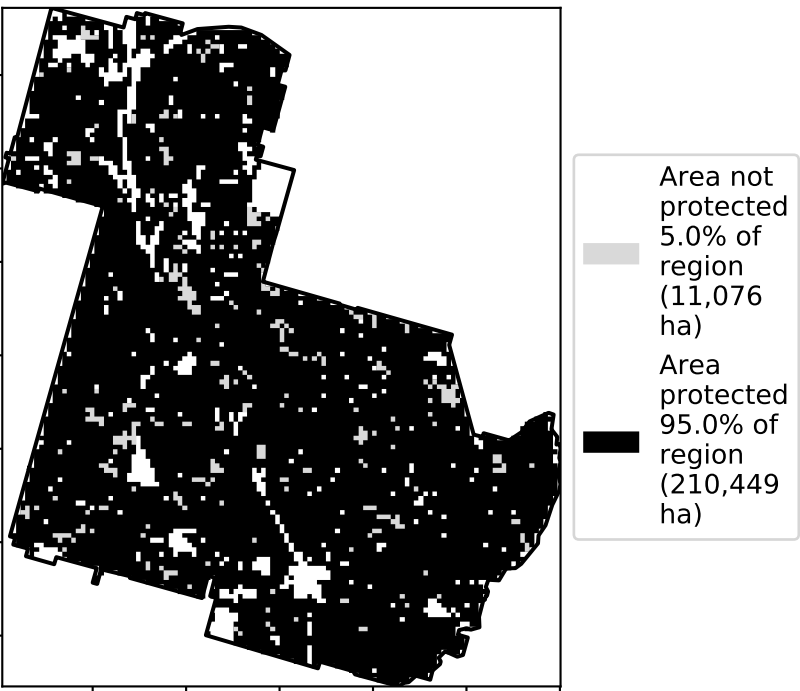 Area not
protected
5.0% of
region
(11,076
ha)
Area
protected
95.0% of
region
(210,449
ha)